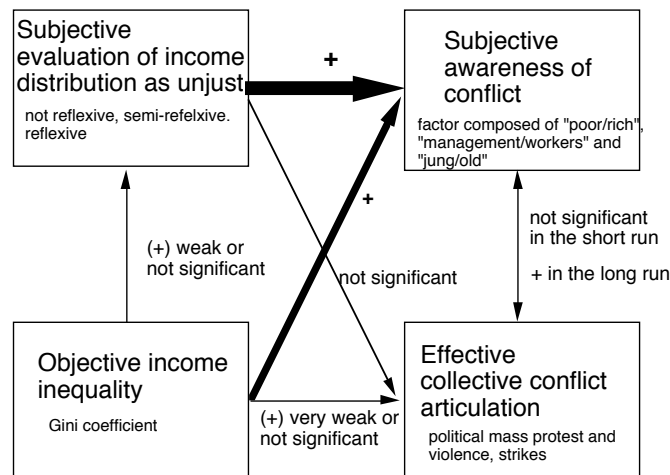 Subjective
evaluation of income
distribution as unjust
not reflexive, semi-refelxive.
reflexive
+
Subjective
awareness of
conflict
factor composed of "poor/rich",
"management/workers" and
"jung/old"
+
(+) weak or
not significant
not significant
not significant
in the short run
+ in the long run
Objective income
inequality
Gini coefficient
(+) very weak or
not significant
Effective
collective conflict
articulation
political mass protest and
violence, strikes